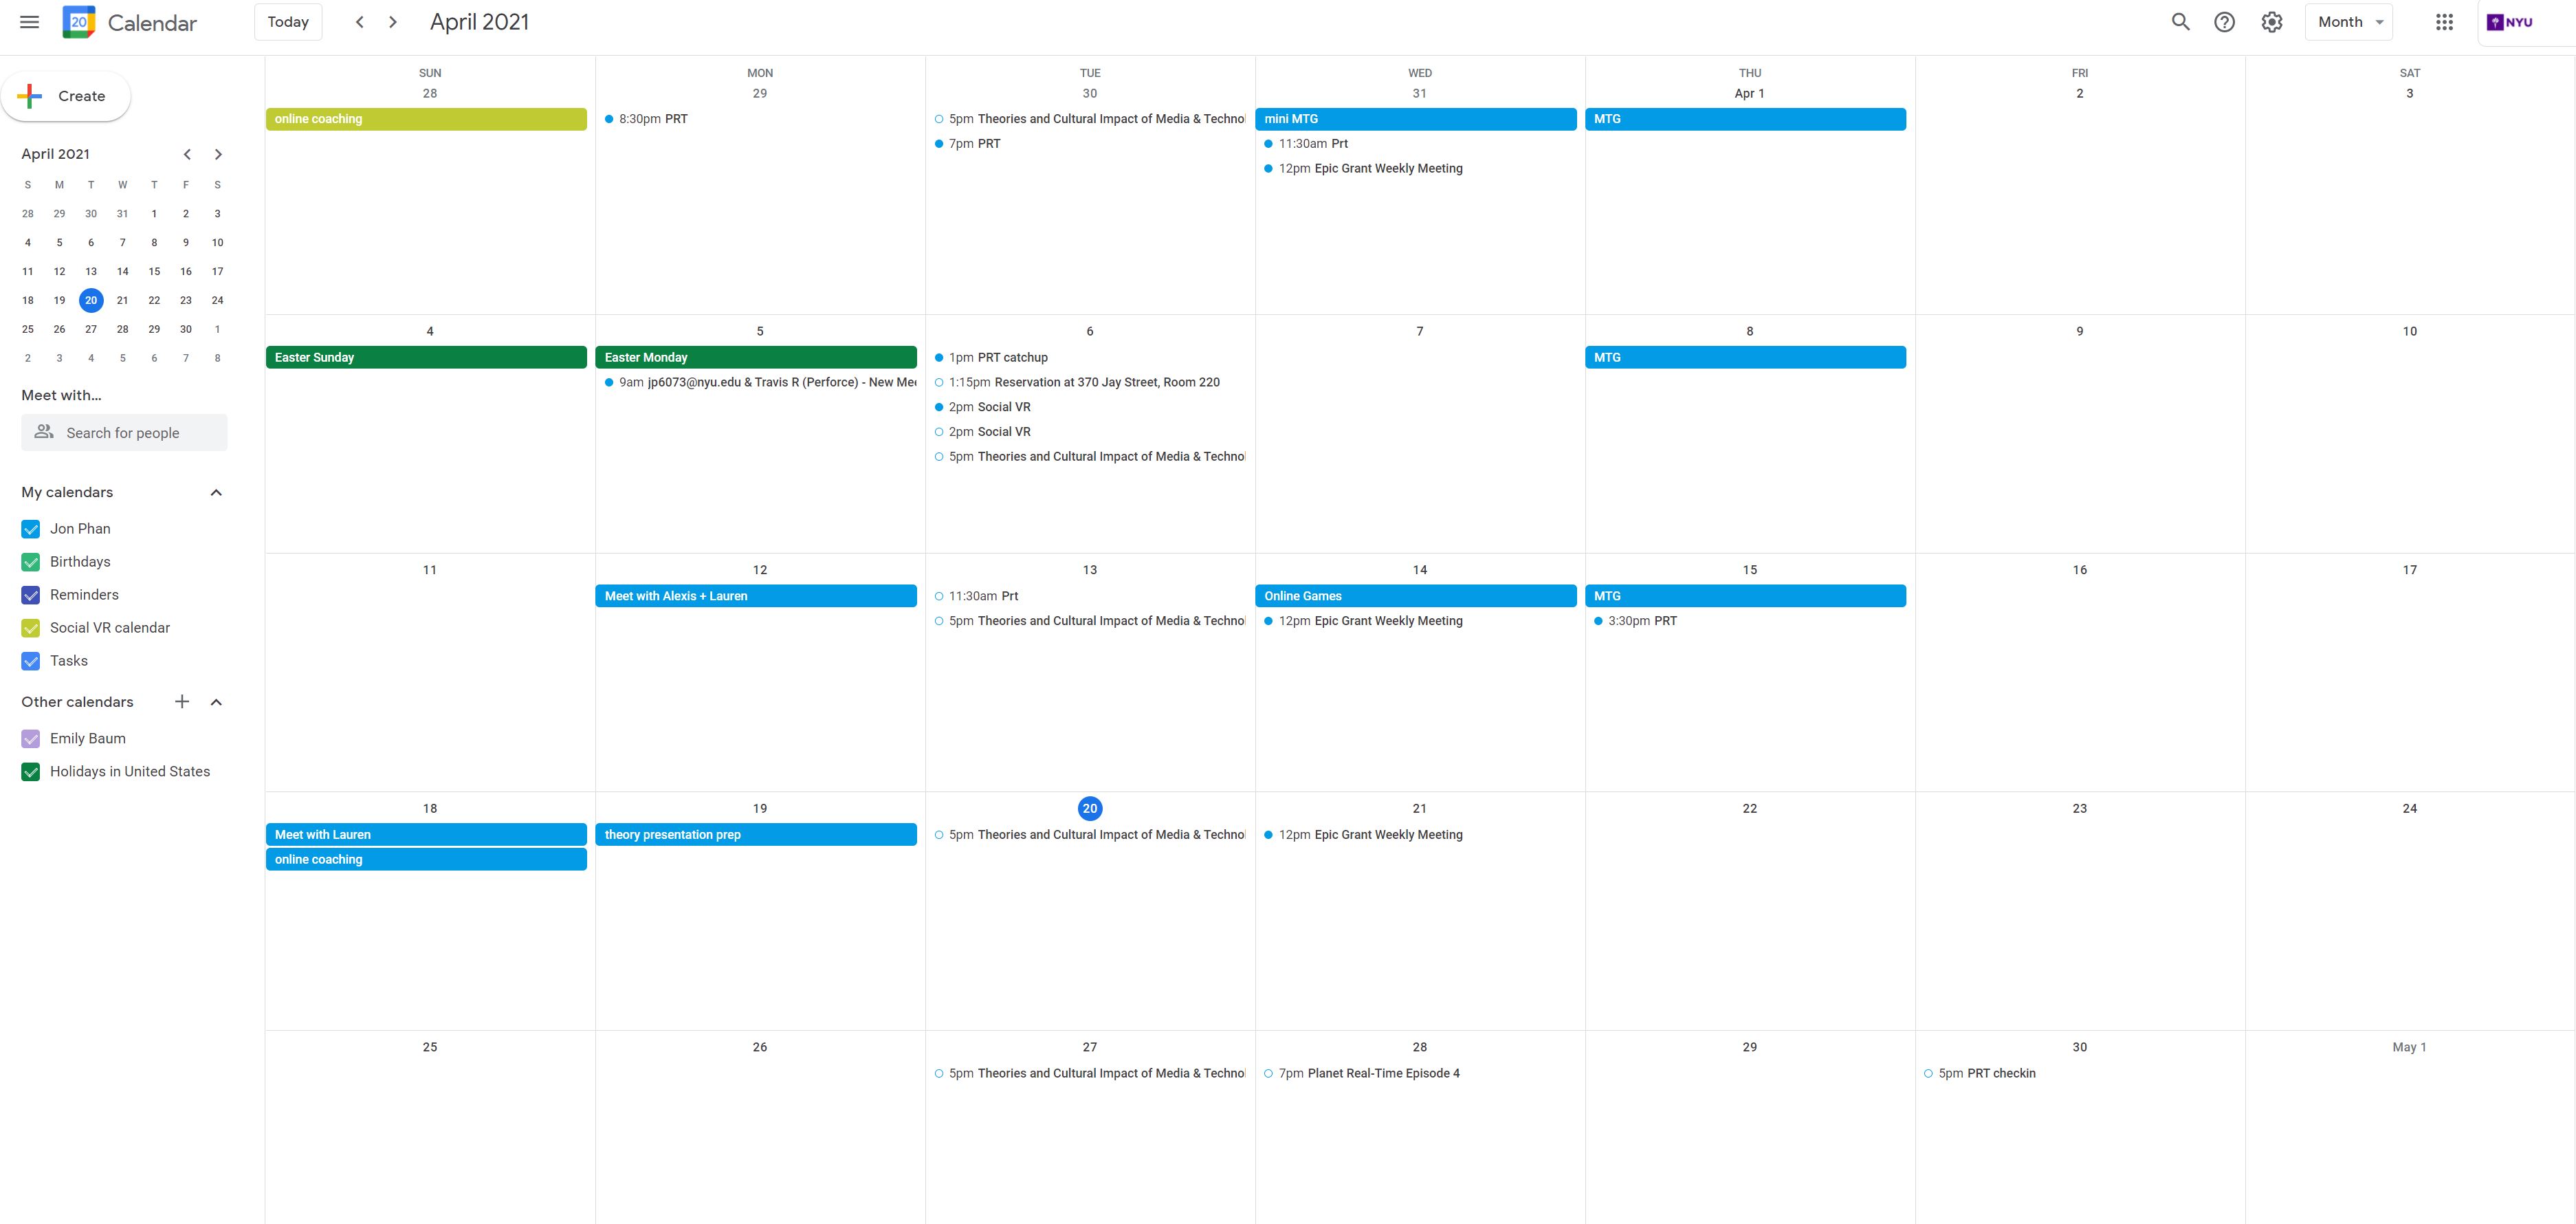 20 Calendar Today April 2021 Month NYU
Create
April 2021
S M T W T F S
28 29 30 31 1 2 3
4 5 6 7 8 9 10
11 12 13 14 15 16 17
18 19 20 21 22 23 24
25 26 27 28 29 30 1
2 3 4 5 6 7 8
Meet with...
Search for people
My calendars
Jon Phan
Birthdays
Reminders
Social VR calendar
Tasks
Other calendars
Emily Baum
Holidays in United States
SUN MON TUE WED THU FRI SAT
28 29 30 31 Apr 1 2 3
online coaching
8:30pm PRT
5pm Theories and Cultural Impact of Media & Technol
7pm PRT
mini MTG
11:30am Prt
12pm Epic Grant Weekly Meeting
MTG
4 5 6 7 8 9 10
Easter Sunday
Easter Monday
9am jp6073@nyu.edu & Travis R (Perforce) - New Mee
1pm PRT catchup
1:15pm Reservation at 370 Jay Street, Room 220
2pm Social VR
2pm Social VR
5pm Theories and Cultural Impact of Media & Technol
MTG
11 12 13 14 15 16 17
Meet with Alexis + Lauren
11:30am Prt
5pm Theories and Cultural Impact of Media & Technol
Online Games
12pm Epic Grant Weekly Meeting
MTG
3:30pm PRT
18 19 20 21 22 23 24
Meet with Lauren
online coaching
theory presentation prep
5pm Theories and Cultural Impact of Media & Technol
12pm Epic Grant Weekly Meeting
25 26 27 28 29 30 May 1
5pm Theories and Cultural Impact of Media & Technol
7pm Planet Real-Time Episode 4
5pm PRT checkin